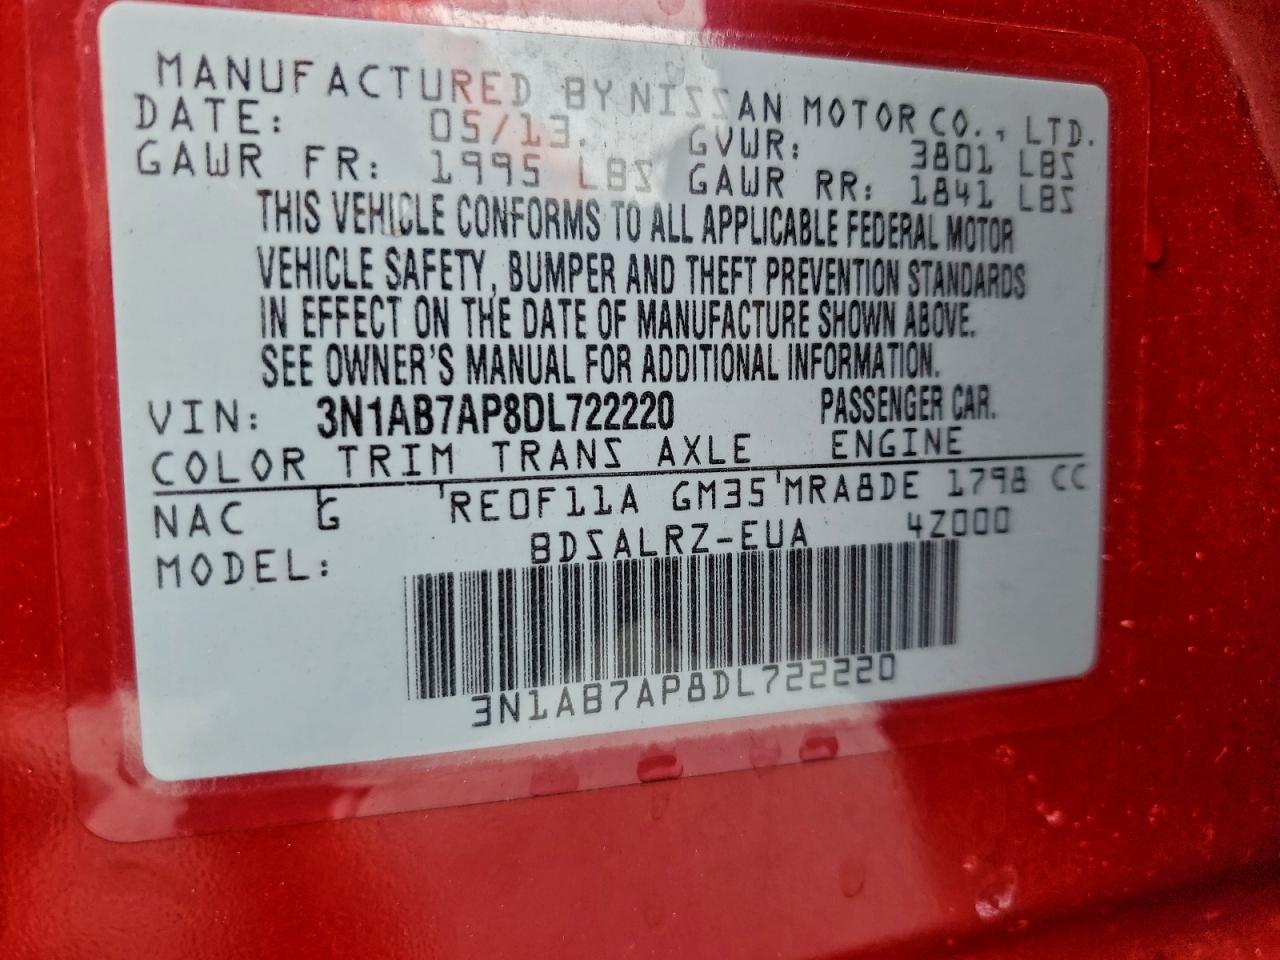 MANUFACTURED BY NISSAN MOTOR CO., LTD.
DATE: 05/13 GVWR: 3801 LBS
GAWR FR: 1995 LBS GAWR RR: 1841 LBS
THIS VEHICLE CONFORMS TO ALL APPLICABLE FEDERAL MOTOR
VEHICLE SAFETY, BUMPER AND THEFT PREVENTION STANDARDS
IN EFFECT ON THE DATE OF MANUFACTURE SHOWN ABOVE.
SEE OWNER'S MANUAL FOR ADDITIONAL INFORMATION.
VIN: 3N1AB7AP8DL722220 PASSENGER CAR.
COLOR TRIM TRANS AXLE ENGINE
NAC G 'RE0F11A GM35'MRA8DE 1798 CC
MODEL: BDSALRZ-EUA 4Z000
3N1AB7AP8DL722220